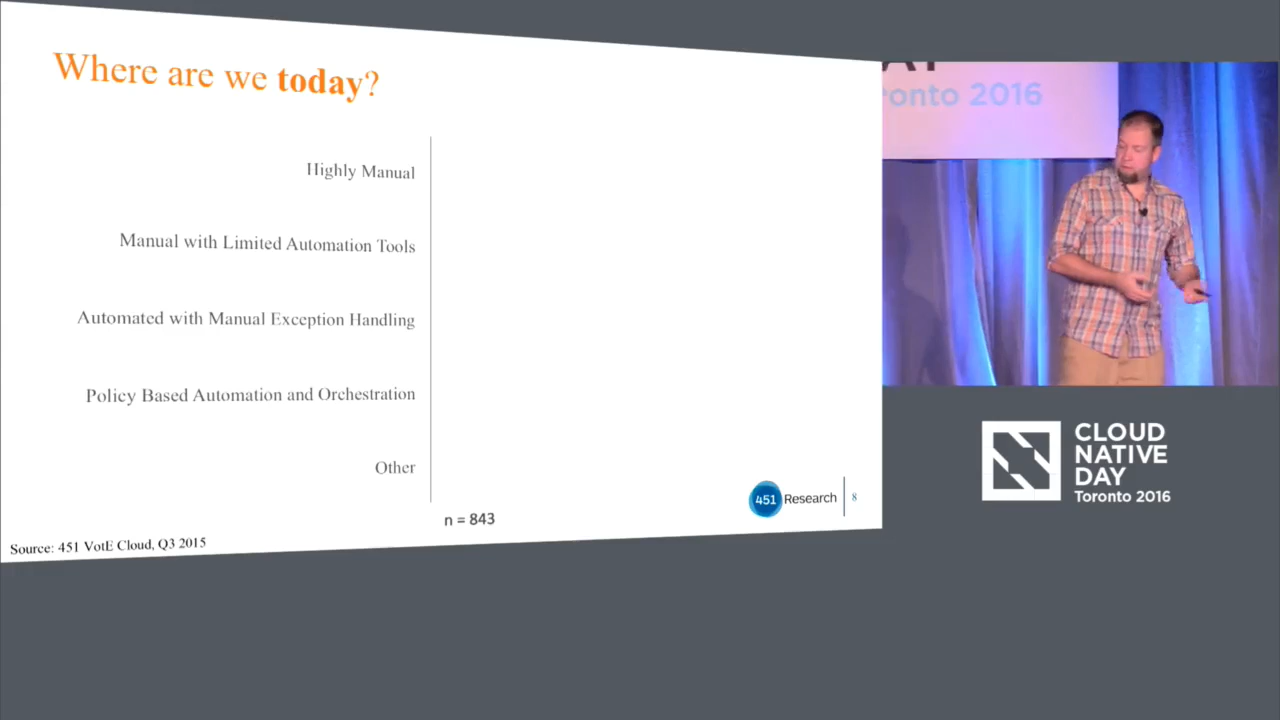 Where are we today?
Highly Manual
Manual with Limited Automation Tools
Automated with Manual Exception Handling
Policy Based Automation and Orchestration
Other
n = 843
451 Research
8
Source: 451 VotE Cloud, Q3 2015
onto 2016
CLOUD
NATIVE
DAY
Toronto 2016